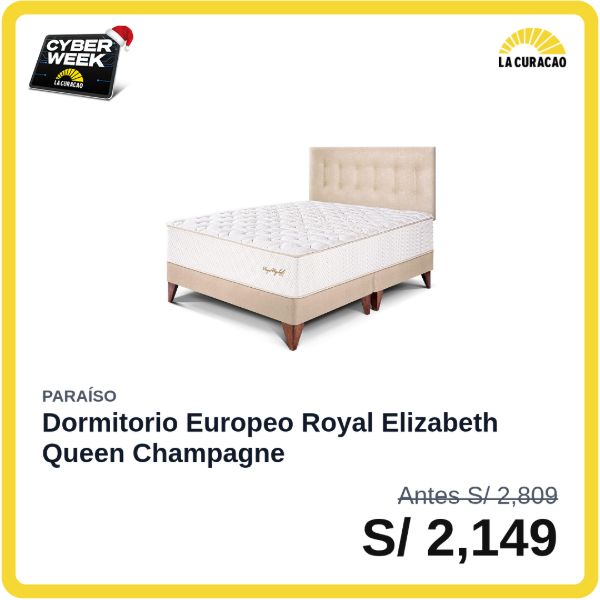 CYBER
WEEK
LA CURACAO
LA CURACAO
PARAÍSO
Dormitorio Europeo Royal Elizabeth
Queen Champagne
Antes S/ 2,809
S/ 2,149